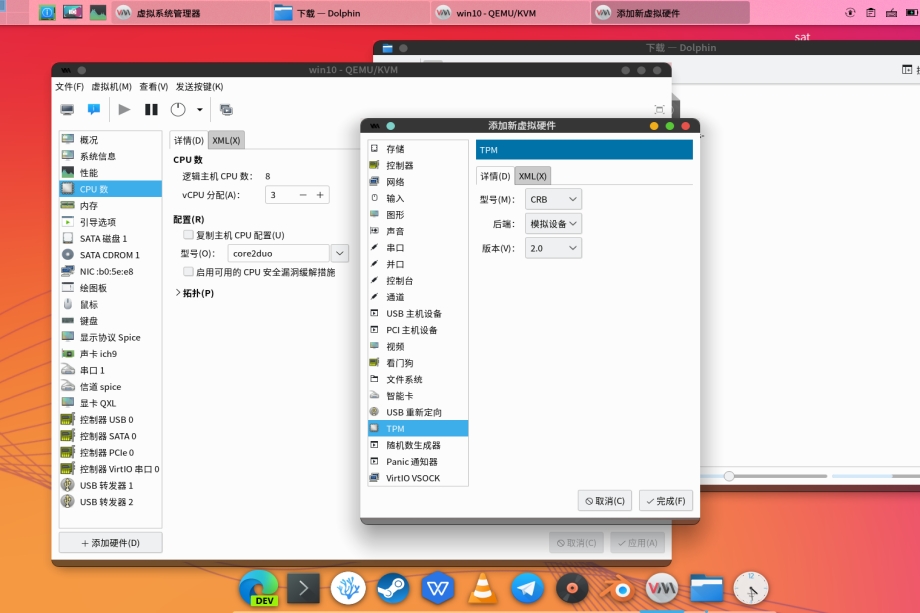 虚拟系统管理器
下载 — Dolphin
win10 - QEMU/KVM
添加新虚拟硬件
sat
下载 — Dolphin
win10 - QEMU/KVM
文件(F) 虚拟机(M) 查看(V) 发送按键(K)
概况
系统信息
性能
CPU 数
内存
引导选项
SATA 磁盘 1
SATA CDROM 1
NIC :b0:5e:e8
绘图板
鼠标
键盘
显示协议 Spice
声卡 ich9
串口 1
信道 spice
显卡 QXL
控制器 USB 0
控制器 SATA 0
控制器 PCIe 0
控制器 VirtIO 串口 0
USB 转发器 1
USB 转发器 2
添加硬件(D)
详情(D) XML(X)
CPU 数
逻辑主机 CPU 数: 8
vCPU 分配(A): 3
配置(R)
复制主机 CPU 配置(U)
型号(O): core2duo
启用可用的 CPU 安全漏洞缓解措施
拓扑(P)
取消(C) 应用(A)
添加新虚拟硬件
存储
控制器
网络
输入
图形
声音
串口
并口
控制台
通道
USB 主机设备
PCI 主机设备
视频
看门狗
文件系统
智能卡
USB 重新定向
TPM
随机数生成器
Panic 通知器
VirtIO VSOCK
TPM
详情(D) XML(X)
型号(M): CRB
后端: 模拟设备
版本(V): 2.0
取消(C) 完成(F)
DEV
12